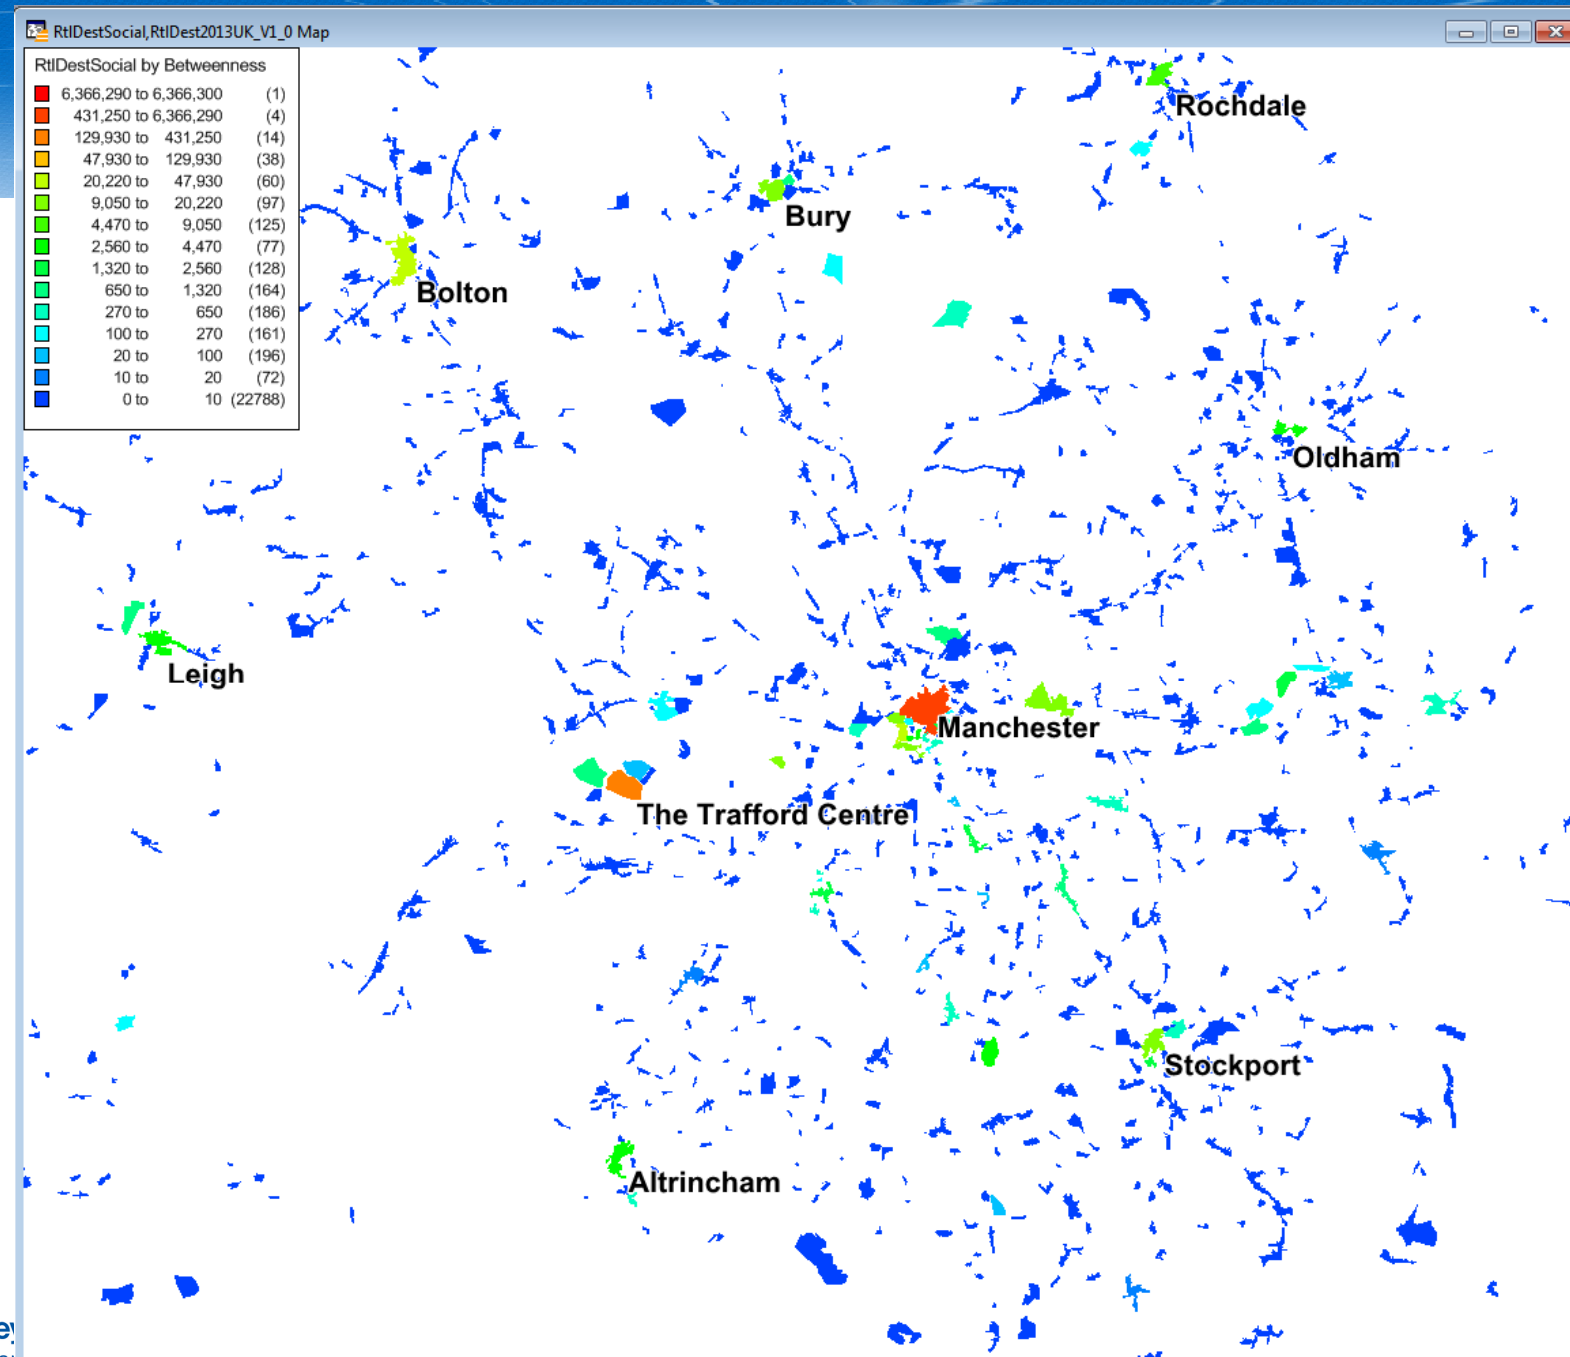 RtlDestSocial,RtlDest2013UK_V1_0 Map
RtlDestSocial by Betweenness
6,366,290 to 6,366,300 (1)
431,250 to 6,366,290 (4)
129,930 to 431,250 (14)
47,930 to 129,930 (38)
20,220 to 47,930 (60)
9,050 to 20,220 (97)
4,470 to 9,050 (125)
2,560 to 4,470 (77)
1,320 to 2,560 (128)
650 to 1,320 (164)
270 to 650 (186)
100 to 270 (161)
20 to 100 (196)
10 to 20 (72)
0 to 10 (22788)
Rochdale
Bury
Bolton
Oldham
Leigh
Manchester
The Trafford Centre
Stockport
Altrincham